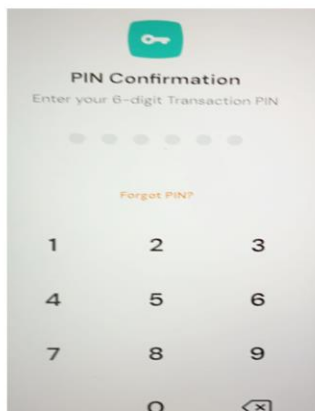 PIN Confirmation
Enter your 6-digit Transaction PIN
Forgot PIN?
1 2 3
4 5 6
7 8 9
0